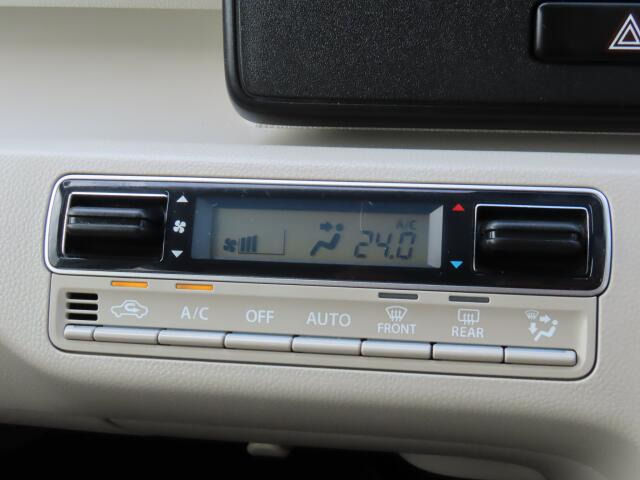 A/C
24.0
A/C OFF AUTO FRONT REAR